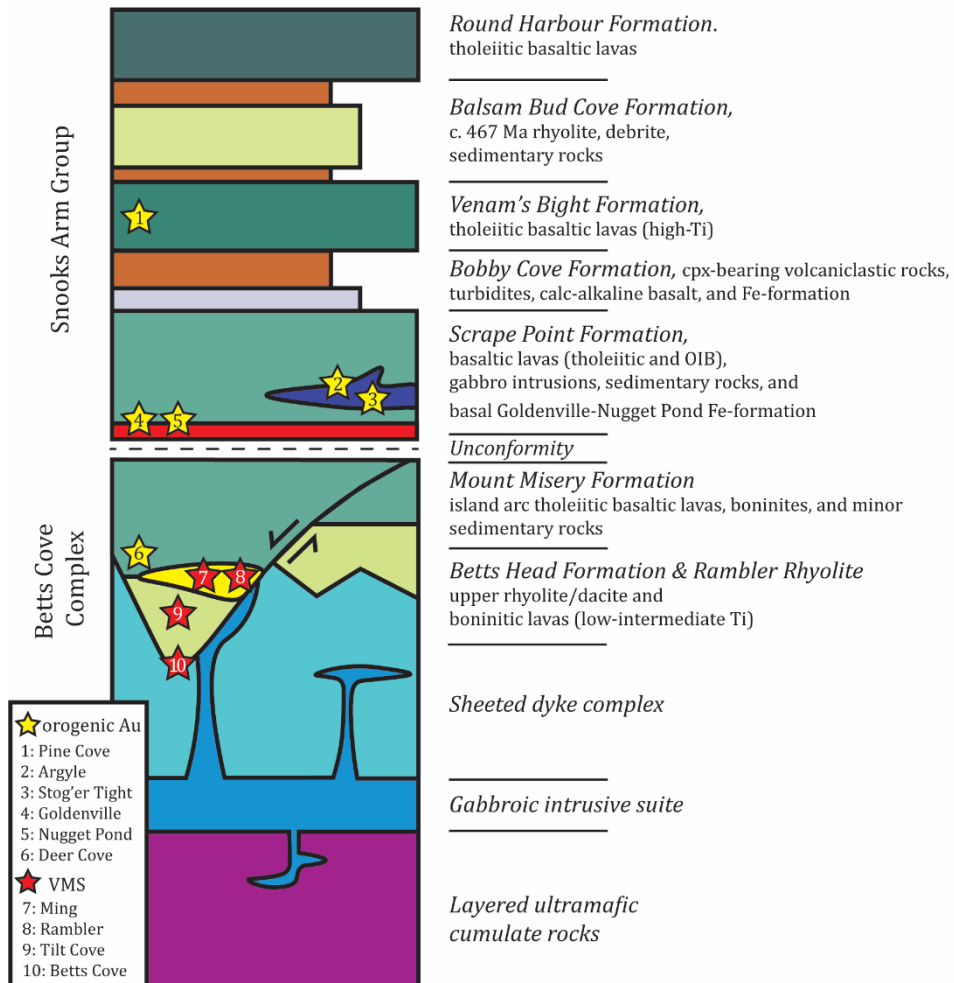 Round Harbour Formation.
tholeiitic basaltic lavas
Balsam Bud Cove Formation,
c. 467 Ma rhyolite, debrite,
sedimentary rocks
Venam's Bight Formation,
tholeiitic basaltic lavas (high-Ti)
Bobby Cove Formation, cpx-bearing volcaniclastic rocks,
turbidites, calc-alkaline basalt, and Fe-formation
Scrape Point Formation,
basaltic lavas (tholeiitic and OIB),
gabbro intrusions, sedimentary rocks, and
basal Goldenville-Nugget Pond Fe-formation
Unconformity
Mount Misery Formation
island arc tholeiitic basaltic lavas, boninites, and minor
sedimentary rocks
Betts Head Formation & Rambler Rhyolite
upper rhyolite/dacite and
boninitic lavas (low-intermediate Ti)
Sheeted dyke complex
Gabbroic intrusive suite
Layered ultramafic
cumulate rocks
Snooks Arm Group
Betts Cove
Complex
1
2
3
4
5
6
7
8
9
10
orogenic Au
1: Pine Cove
2: Argyle
3: Stog'er Tight
4: Goldenville
5: Nugget Pond
6: Deer Cove
VMS
7: Ming
8: Rambler
9: Tilt Cove
10: Betts Cove